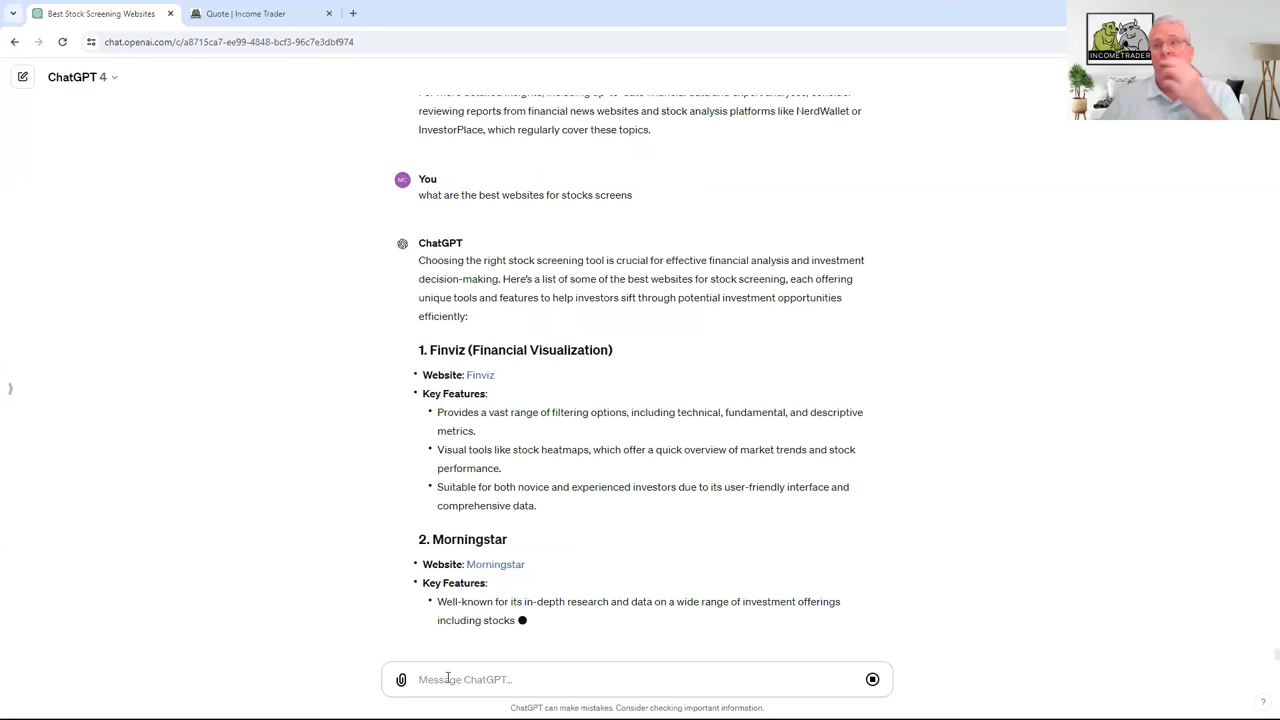 Best Stock Screening Websites
Quote | Income Trader
chat.openai.com/c/a8715ca7-ee99-4848-bcf3-96c7e3dbf974
INCOMETRADER
ChatGPT 4
reviewing reports from financial news websites and stock analysis platforms like NerdWallet or
InvestorPlace, which regularly cover these topics.
MC
You
what are the best websites for stocks screens
ChatGPT
Choosing the right stock screening tool is crucial for effective financial analysis and investment
decision-making. Here's a list of some of the best websites for stock screening, each offering
unique tools and features to help investors sift through potential investment opportunities
efficiently:
1. Finviz (Financial Visualization)
• Website: Finviz
• Key Features:
• Provides a vast range of filtering options, including technical, fundamental, and descriptive
metrics.
• Visual tools like stock heatmaps, which offer a quick overview of market trends and stock
performance.
• Suitable for both novice and experienced investors due to its user-friendly interface and
comprehensive data.
2. Morningstar
• Website: Morningstar
• Key Features:
• Well-known for its in-depth research and data on a wide range of investment offerings
including stocks
Message ChatGPT...
ChatGPT can make mistakes. Consider checking important information.
?